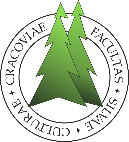 FACULTAS • SILVAE • CULTURAE • CRACOVIAE